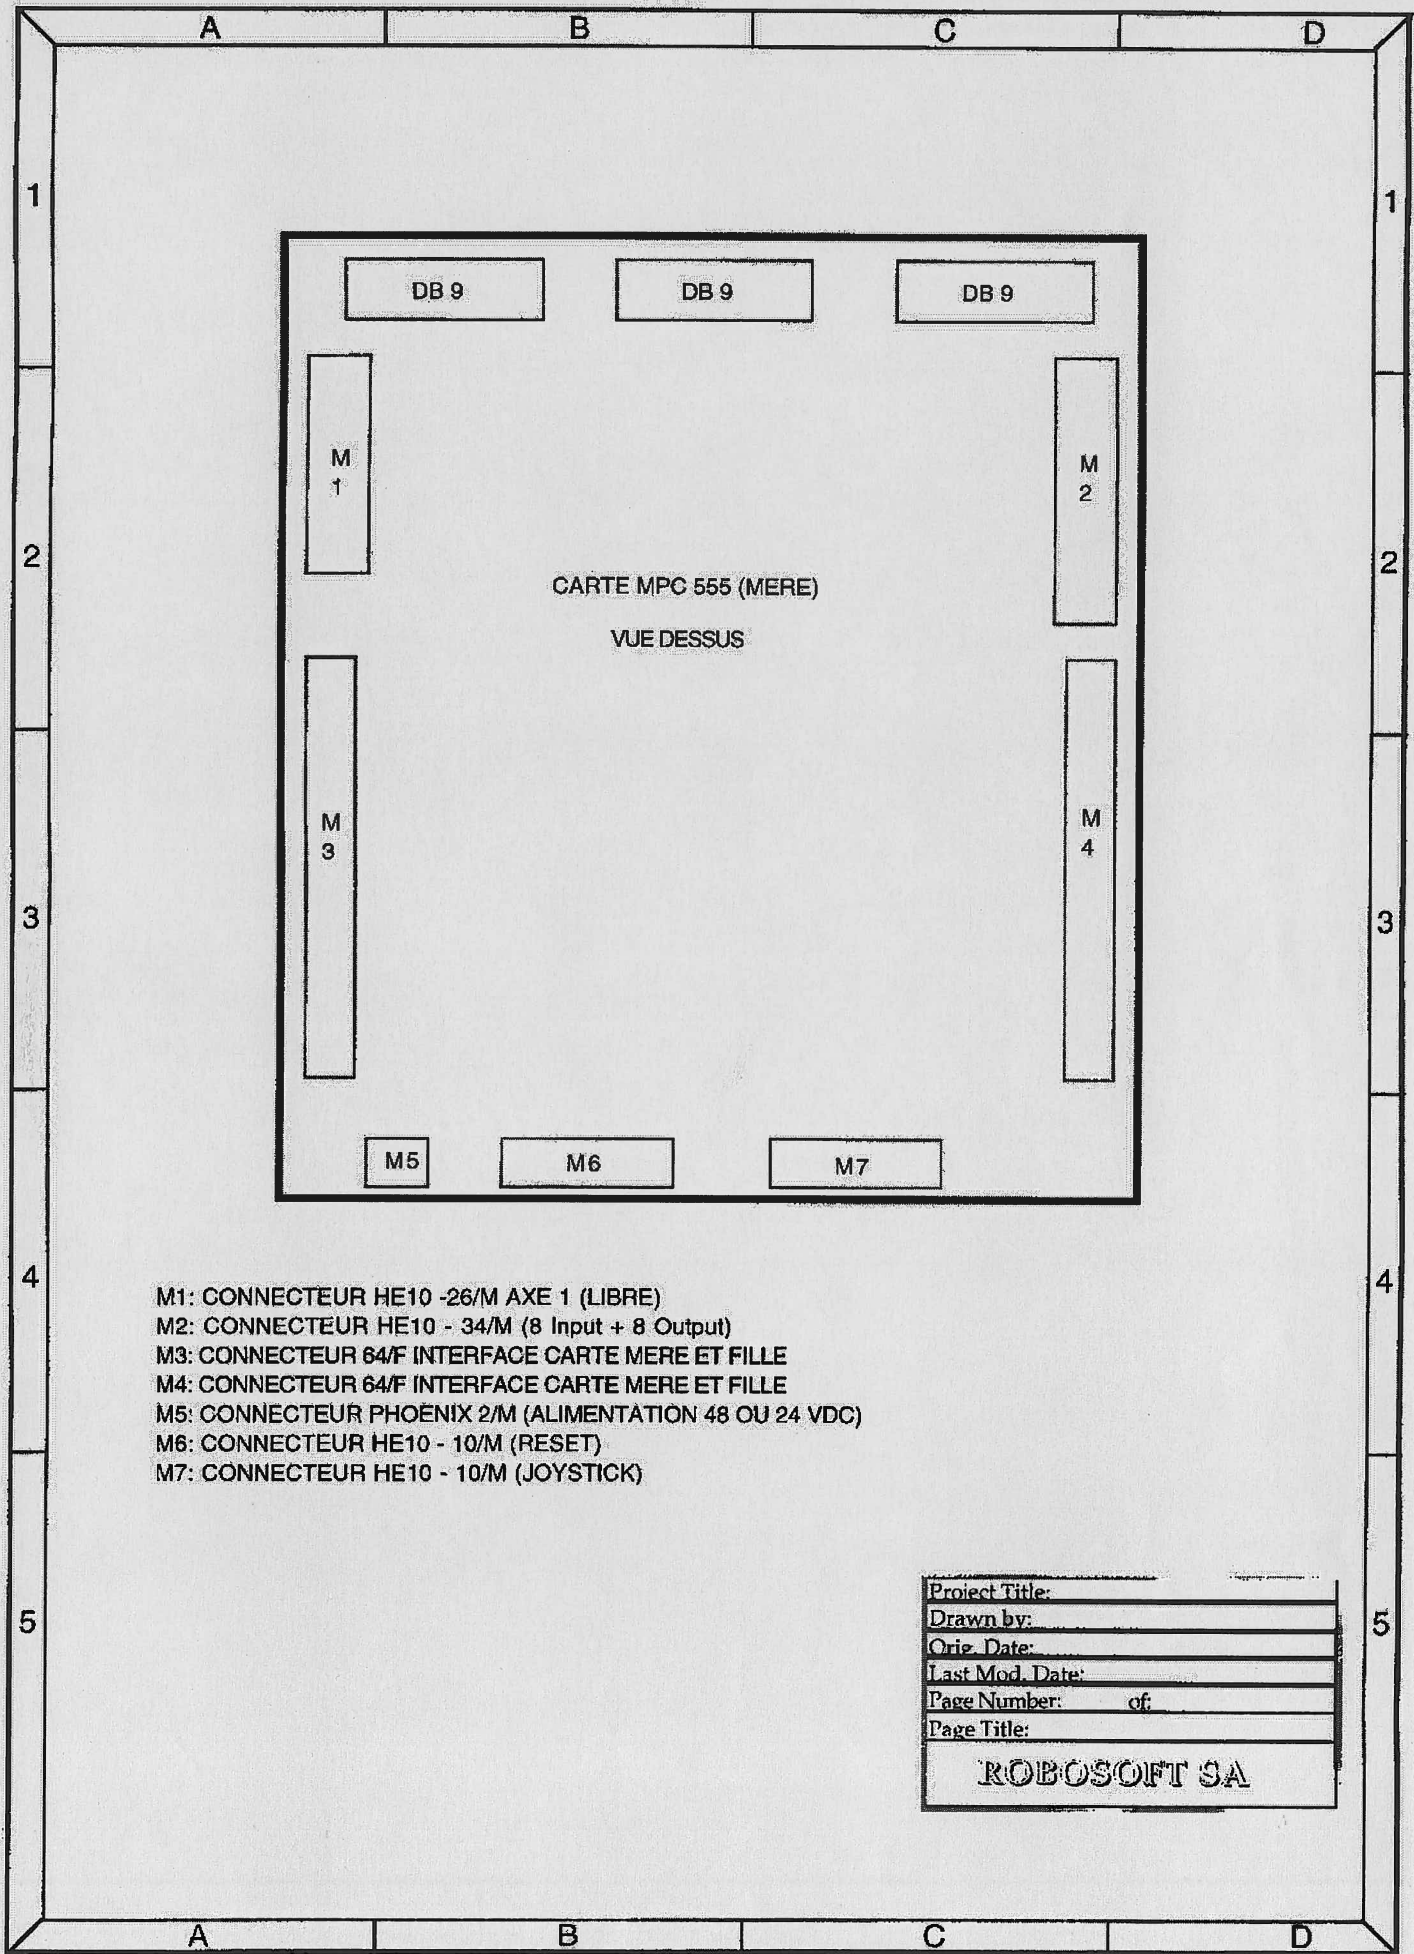 A B C D
1 1
DB 9 DB 9 DB 9
M
1
M
2
2 2
CARTE MPC 555 (MERE)
VUE DESSUS
M
3
M
4
3 3
M5 M6 M7
4 4
M1: CONNECTEUR HE10 -26/M AXE 1 (LIBRE)
M2: CONNECTEUR HE10 - 34/M (8 Input + 8 Output)
M3: CONNECTEUR 64/F INTERFACE CARTE MERE ET FILLE
M4: CONNECTEUR 64/F INTERFACE CARTE MERE ET FILLE
M5: CONNECTEUR PHOENIX 2/M (ALIMENTATION 48 OU 24 VDC)
M6: CONNECTEUR HE10 - 10/M (RESET)
M7: CONNECTEUR HE10 - 10/M (JOYSTICK)
5 5
Project Title:
Drawn by:
Orig. Date:
Last Mod. Date:
Page Number: of:
Page Title:
ROBOSOFT SA
A B C D